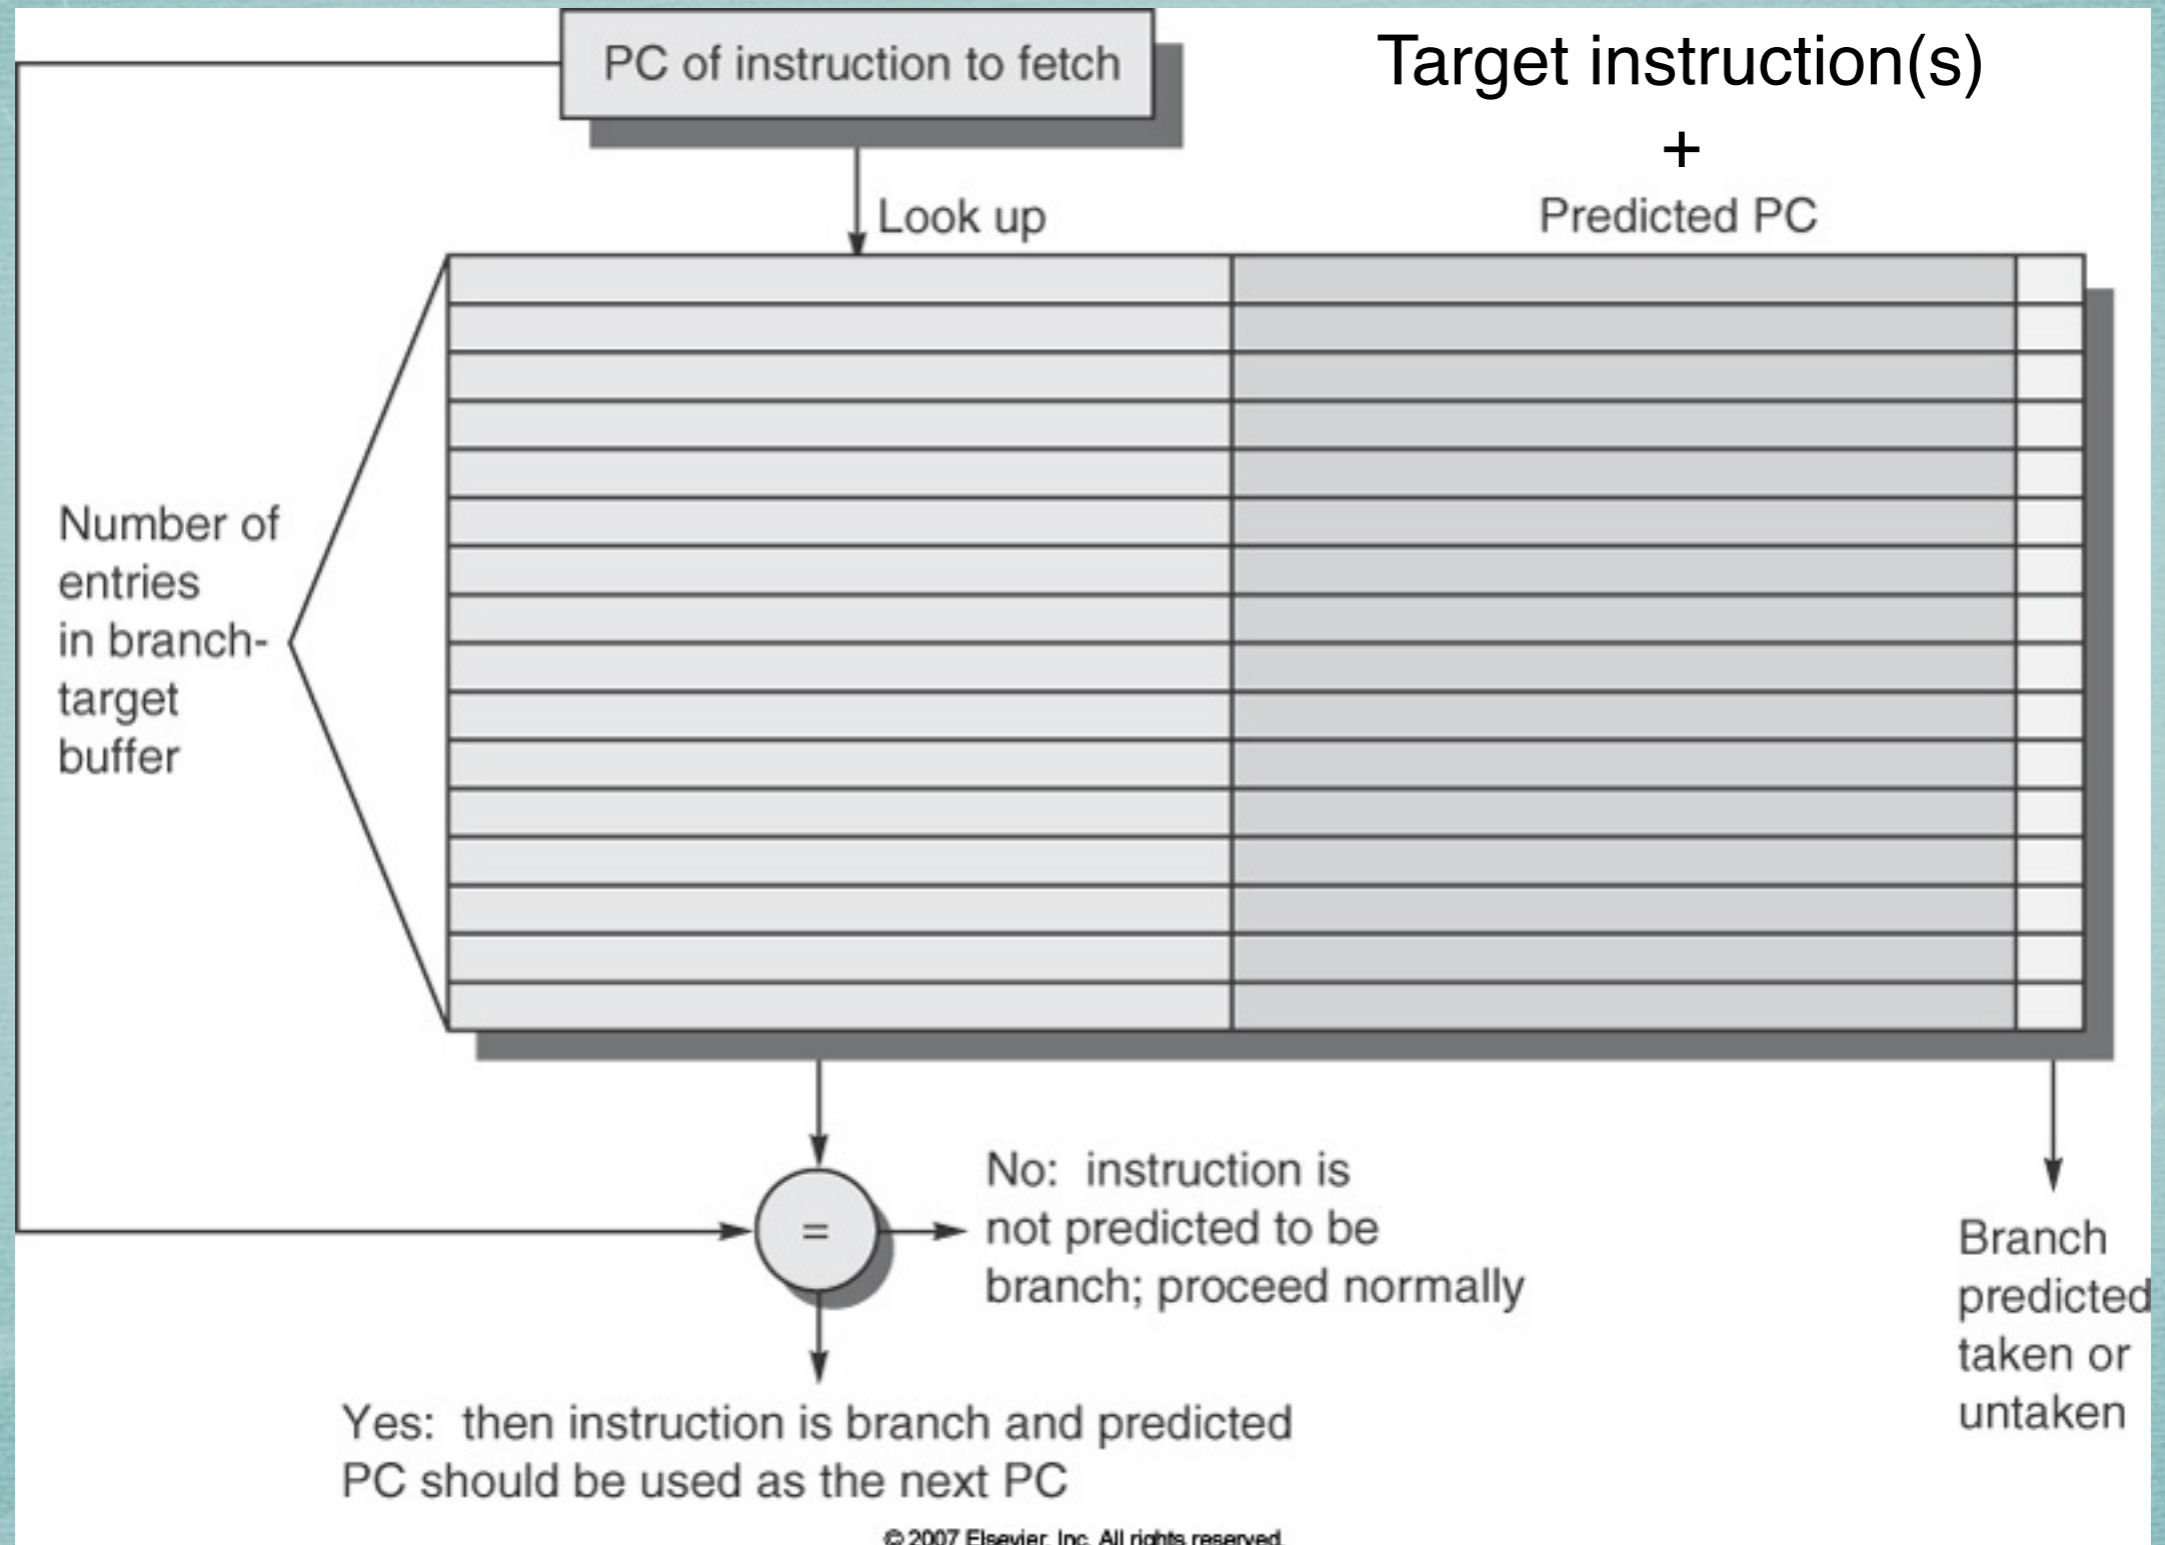 PC of instruction to fetch
Target instruction(s)
+
Look up
Predicted PC
Number of
entries
in branch-
target
buffer
=
No: instruction is
not predicted to be
branch; proceed normally
Branch
predicted
taken or
untaken
Yes: then instruction is branch and predicted
PC should be used as the next PC
© 2007 Elsevier, Inc. All rights reserved.